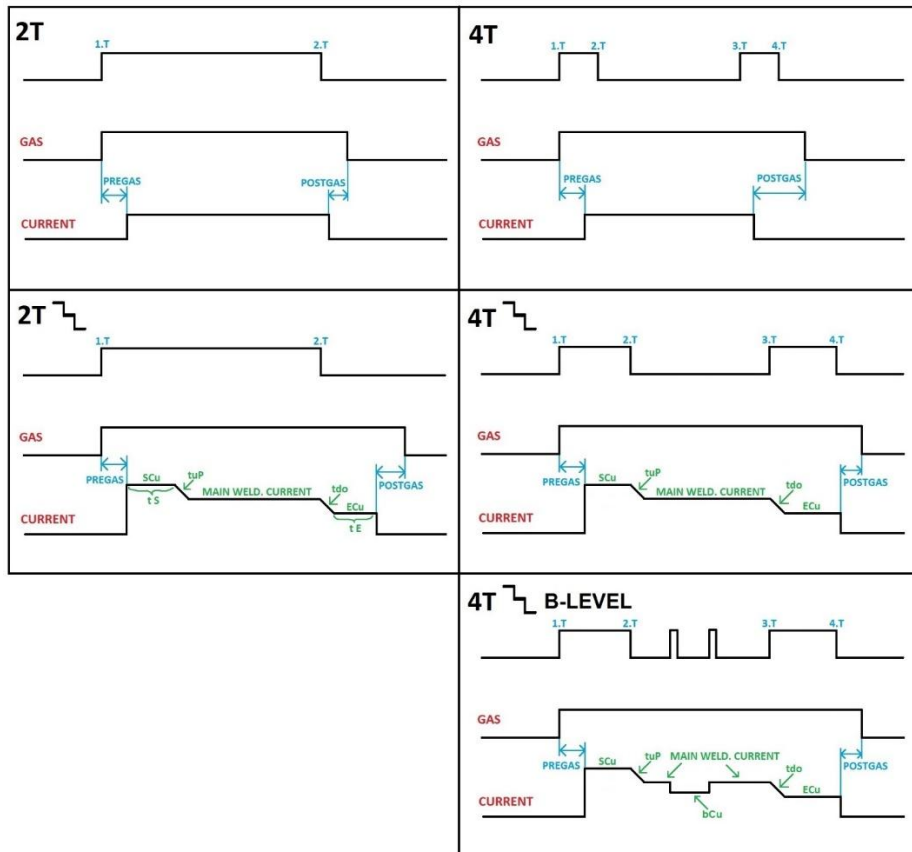 2T
1.T 2.T
GAS
PREGAS POSTGAS
CURRENT
4T
1.T 2.T 3.T 4.T
GAS
PREGAS POSTGAS
CURRENT
2T
1.T 2.T
GAS
PREGAS SCu tuP POSTGAS
MAIN WELD. CURRENT tdo
t S ECu
CURRENT t E
4T
1.T 2.T 3.T 4.T
GAS
PREGAS SCu tuP POSTGAS
MAIN WELD. CURRENT tdo
ECu
CURRENT
4T B-LEVEL
1.T 2.T 3.T 4.T
GAS
PREGAS SCu tuP MAIN WELD. CURRENT POSTGAS
tdo
ECu
CURRENT bCu